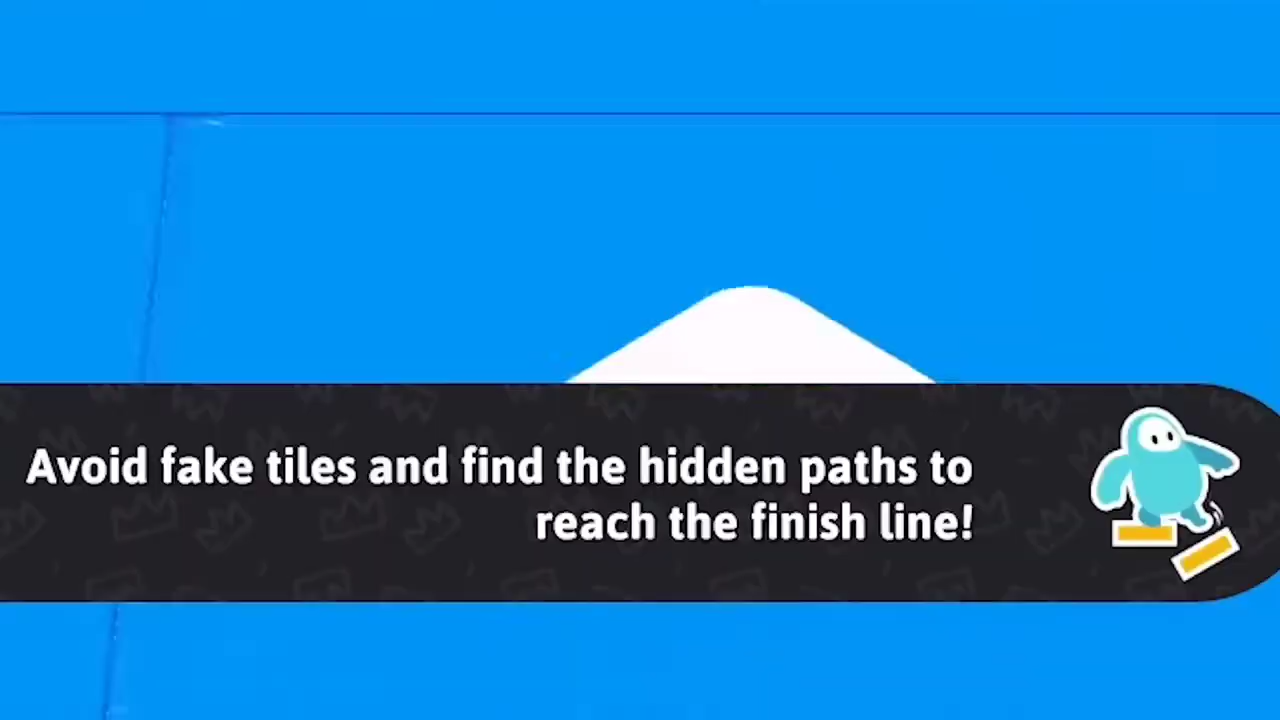 Avoid fake tiles and find the hidden paths to
reach the finish line!